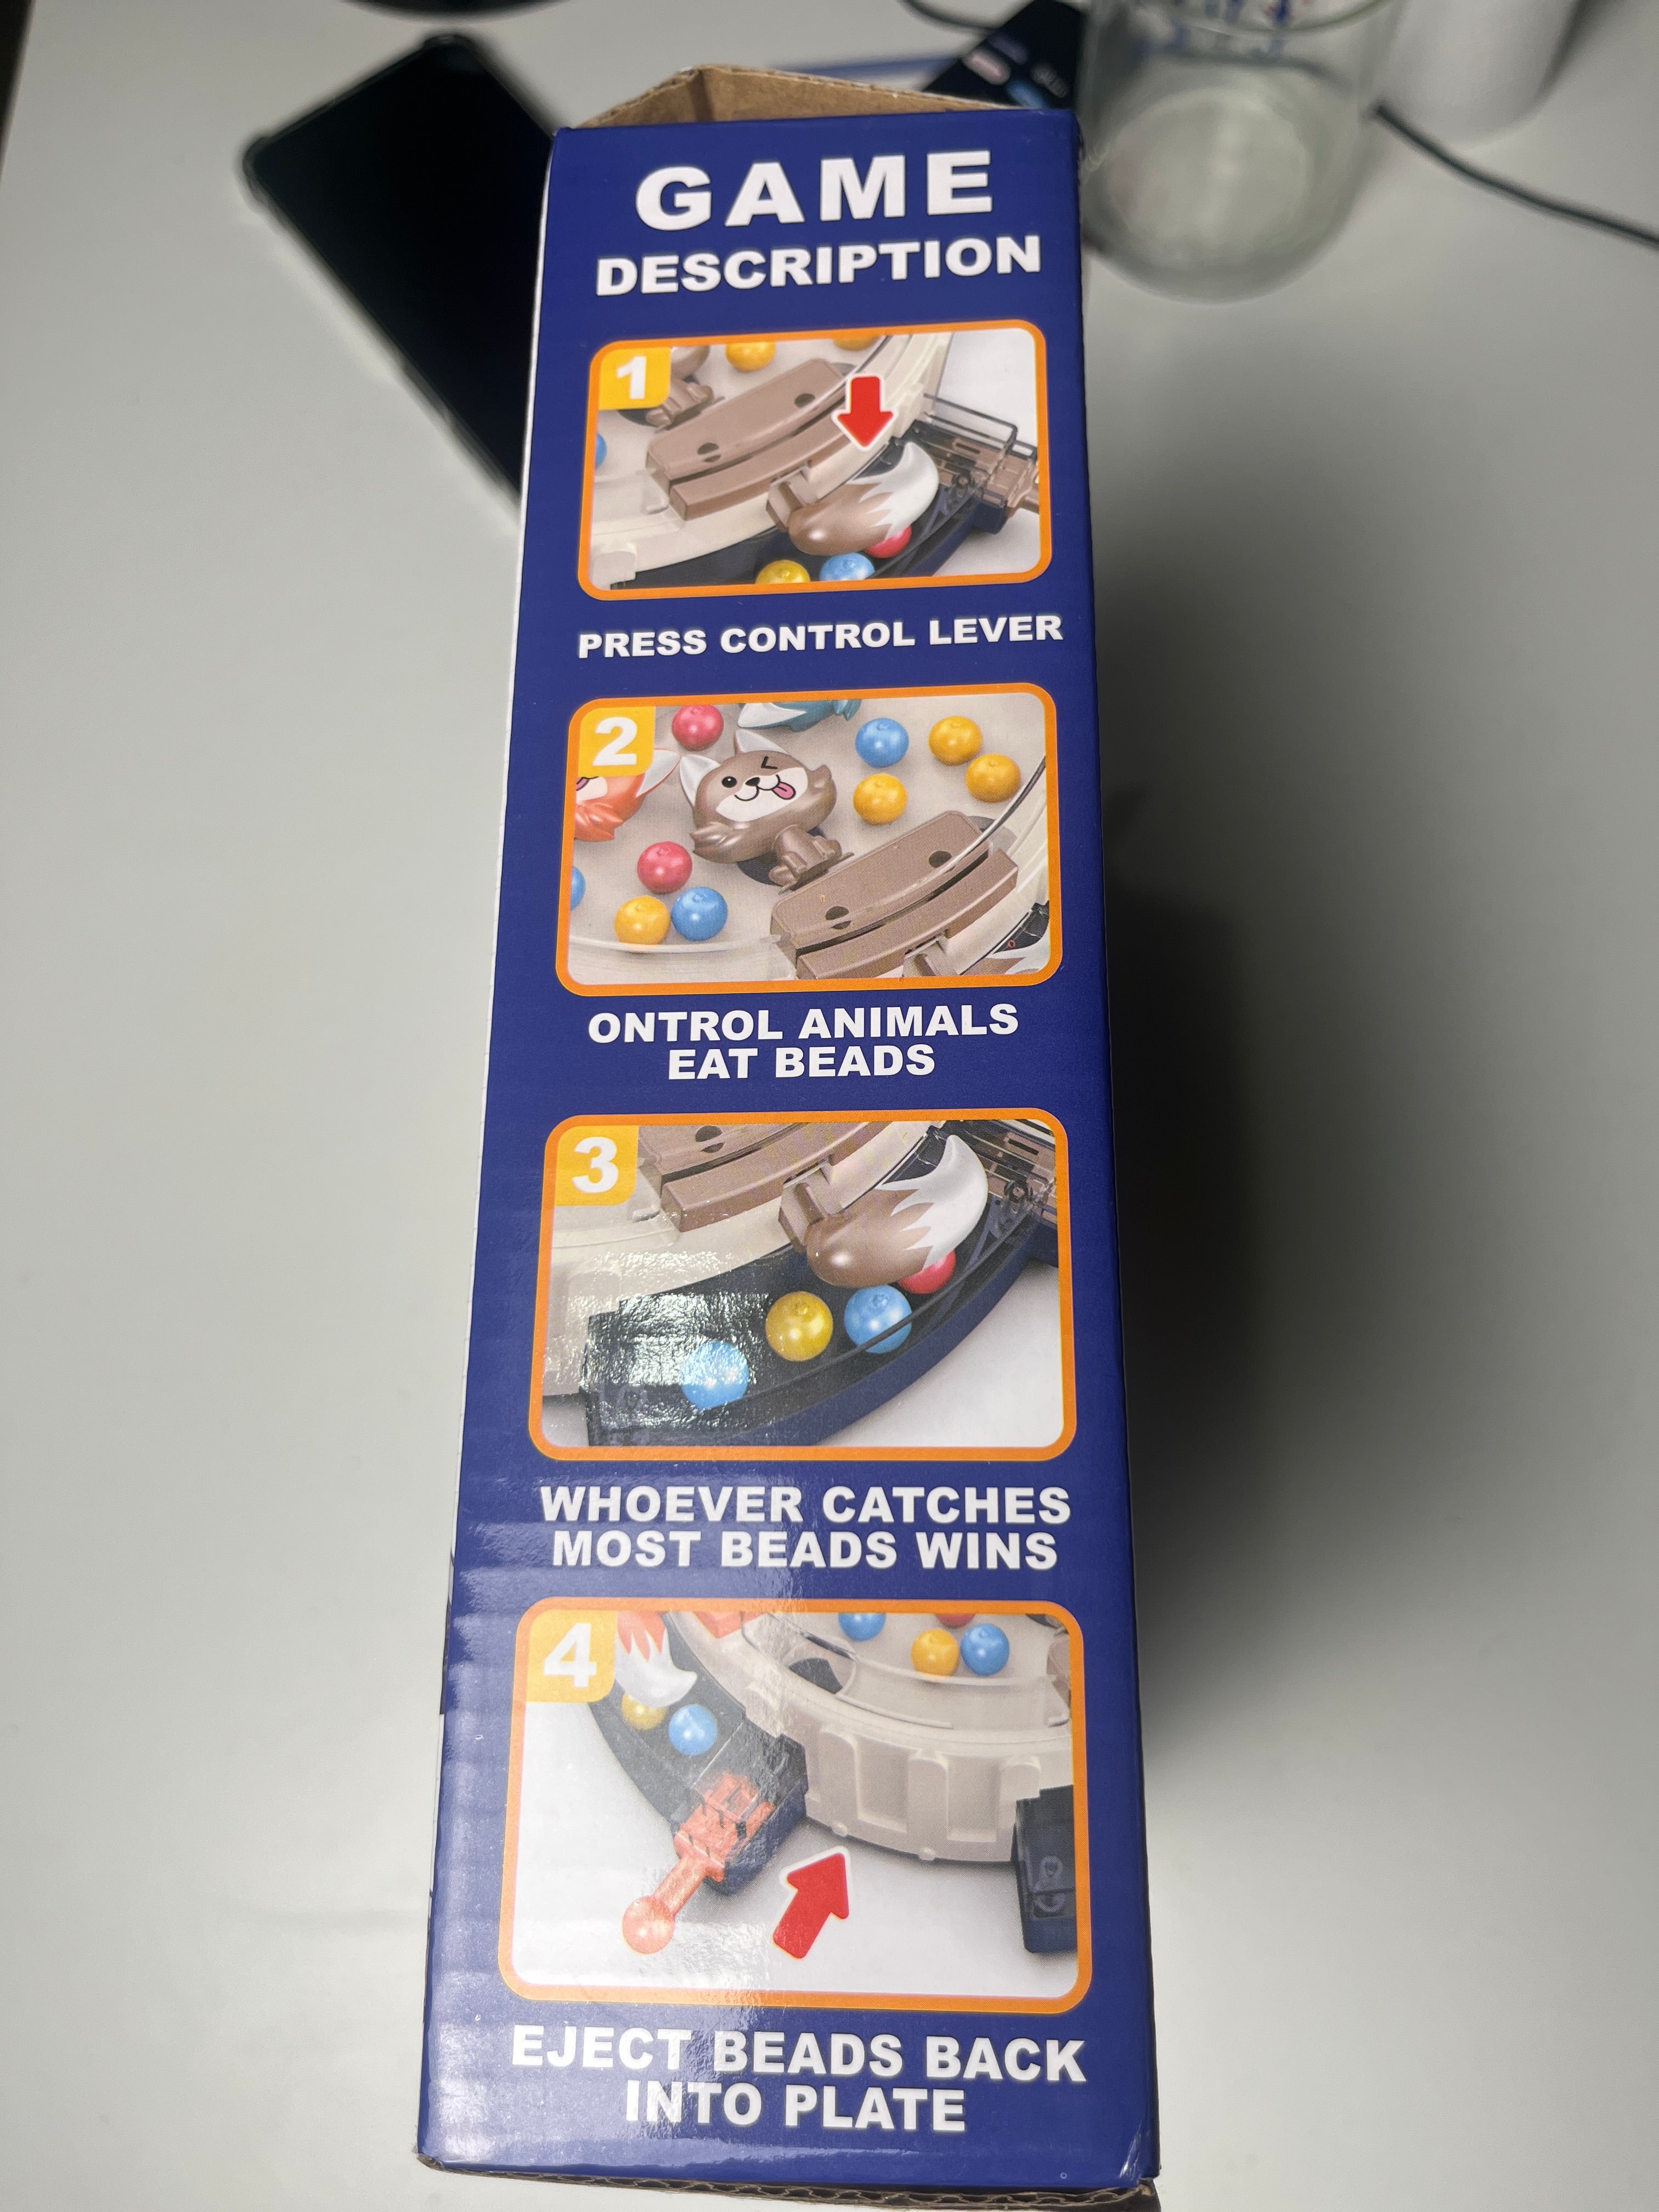 GAME
DESCRIPTION
1
PRESS CONTROL LEVER
2
ONTROL ANIMALS
EAT BEADS
3
WHOEVER CATCHES
MOST BEADS WINS
4
EJECT BEADS BACK
INTO PLATE